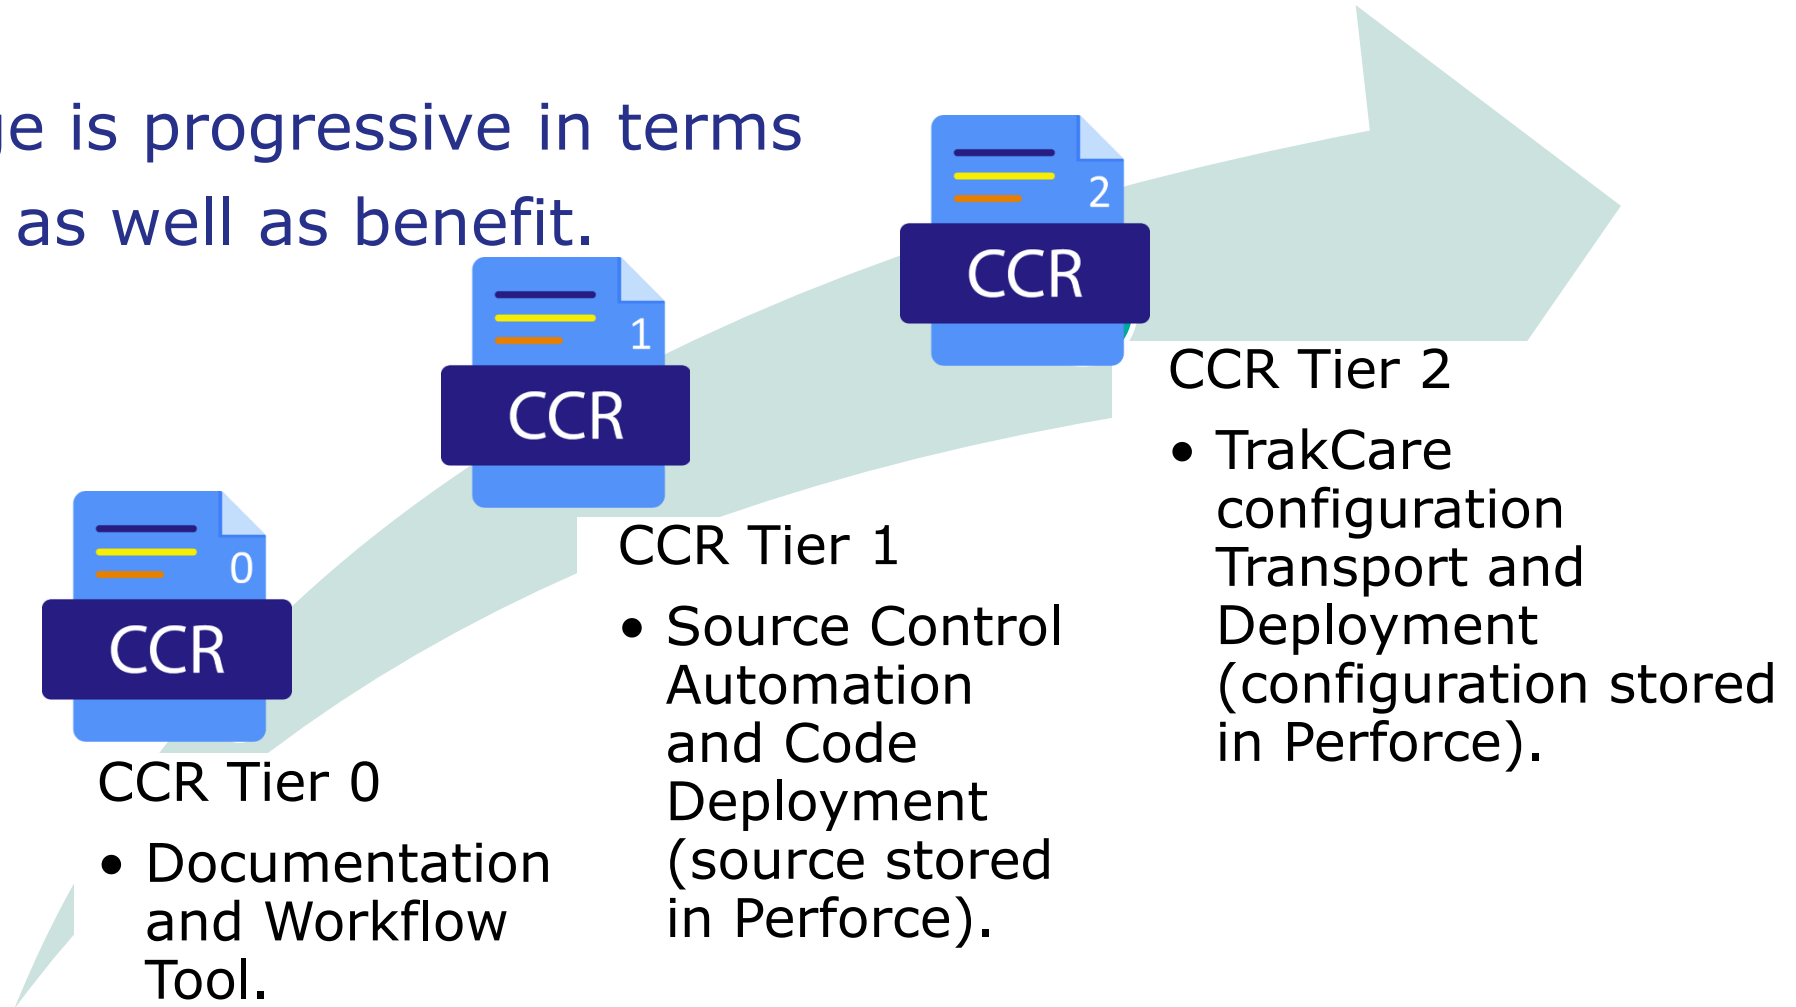 ge is progressive in terms
as well as benefit.
2
CCR
1
CCR
0
CCR
CCR Tier 0
• Documentation
and Workflow
Tool.
CCR Tier 1
• Source Control
Automation
and Code
Deployment
(source stored
in Perforce).
CCR Tier 2
• TrakCare
configuration
Transport and
Deployment
(configuration stored
in Perforce).